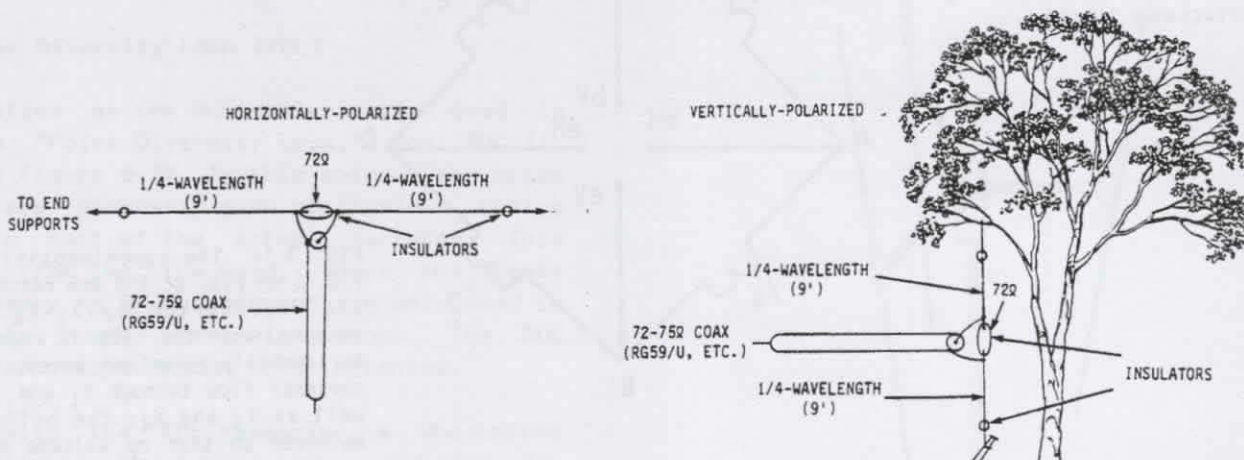 HORIZONTALLY-POLARIZED
72Ω
1/4-WAVELENGTH
(9')
1/4-WAVELENGTH
(9')
TO END
SUPPORTS
INSULATORS
72-75Ω COAX
(RG59/U, ETC.)
VERTICALLY-POLARIZED
1/4-WAVELENGTH
(9')
72Ω
72-75Ω COAX
(RG59/U, ETC.)
INSULATORS
1/4-WAVELENGTH
(9')